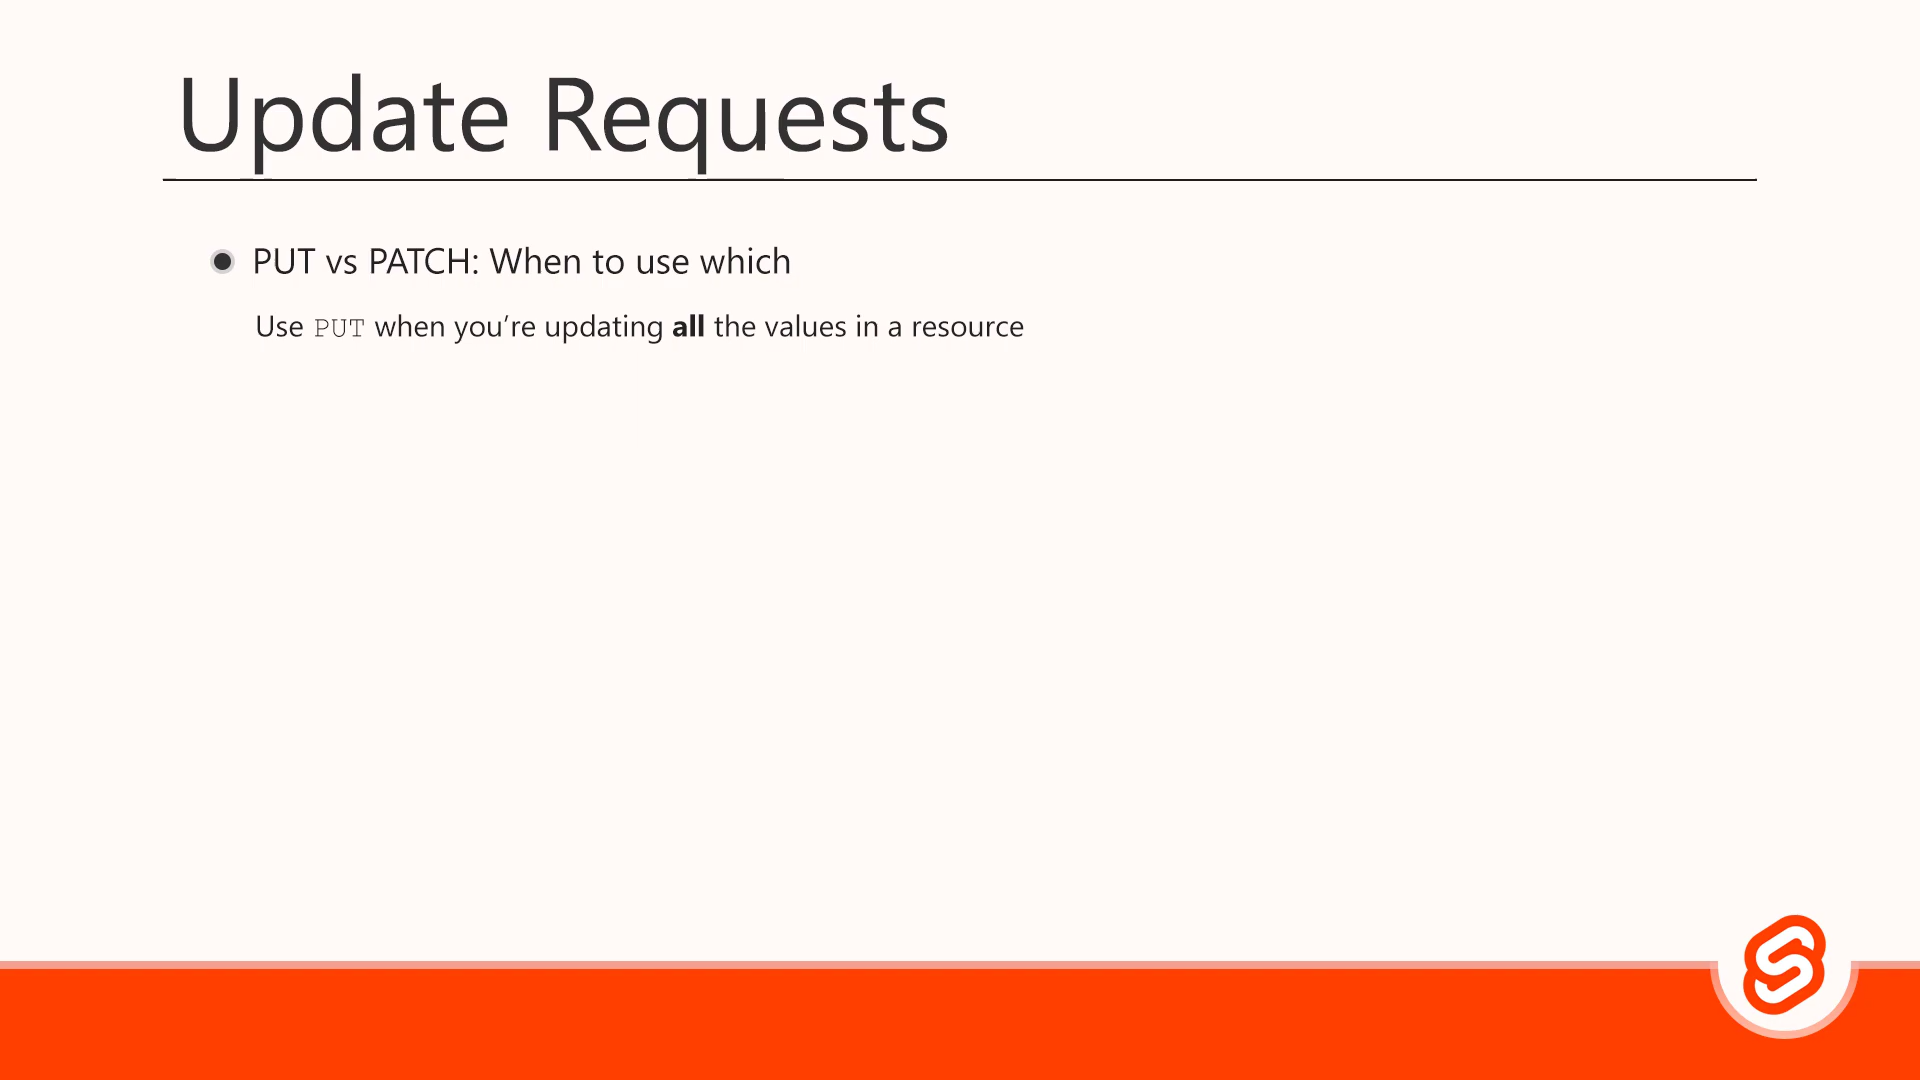 Update Requests
PUT vs PATCH: When to use which
Use PUT when you’re updating all the values in a resource